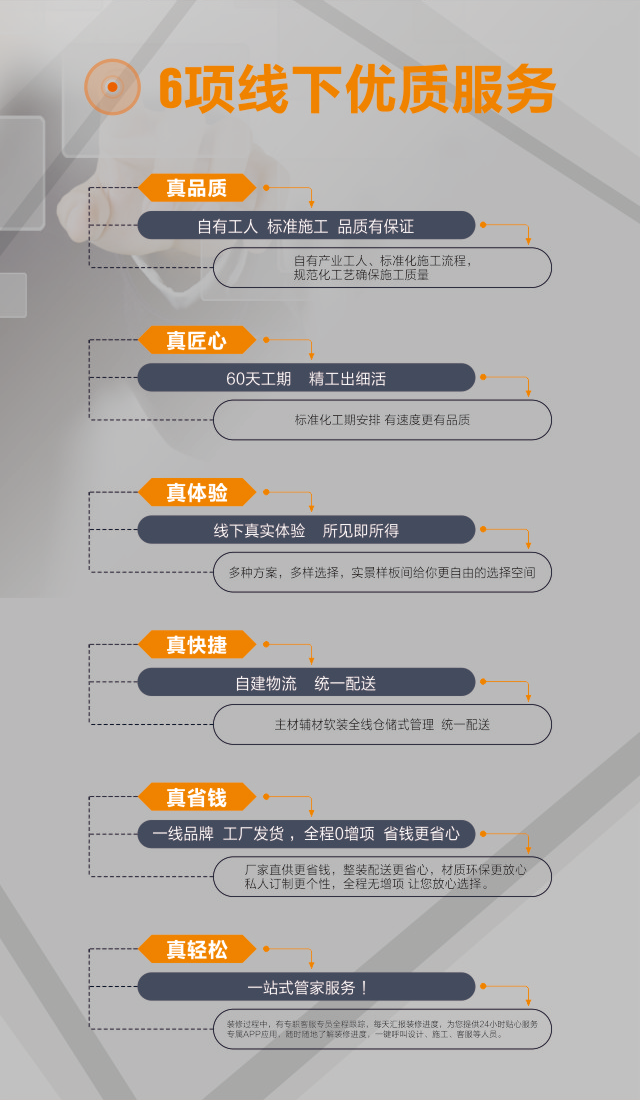 6项线下优质服务
真品质
自有工人 标准施工 品质有保证
自有产业工人、标准化施工流程，
规范化工艺确保施工质量
真匠心
60天工期 精工出细活
标准化工期安排 有速度更有品质
真体验
线下真实体验 所见即所得
多种方案，多样选择，实景样板间给你更自由的选择空间
真快捷
自建物流 统一配送
主材辅材软装全线仓储式管理 统一配送
真省钱
一线品牌 工厂发货 ，全程0增项 省钱更省心
厂家直供更省钱，整装配送更省心，材质环保更放心
私人订制更个性，全程无增项 让您放心选择。
真轻松
一站式管家服务！
装修过程中，有专职客服专员全程跟踪，每天汇报装修进度，为您提供24小时贴心服务
专属APP应用，随时随地了解装修进度，一键呼叫设计、施工、客服等人员。